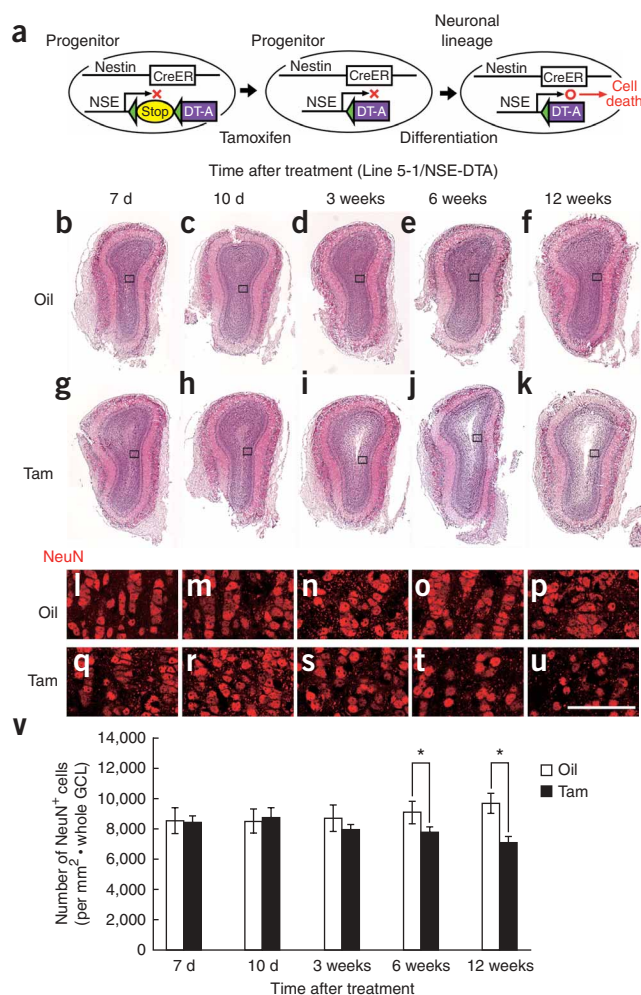 a
Progenitor
Progenitor
Neuronal lineage
Nestin CreER
Nestin CreER
Nestin CreER
NSE Stop DT-A
NSE DT-A
NSE DT-A
Cell death
Tamoxifen
Differentiation
Time after treatment (Line 5-1/NSE-DTA)
7 d 10 d 3 weeks 6 weeks 12 weeks
b c d e f
Oil
g h i j k
Tam
NeuN
l m n o p
Oil
q r s t u
Tam
v
Number of NeuN⁺ cells
(per mm² • whole GCL)
14,000
12,000
10,000
8,000
6,000
4,000
2,000
0
* *
Oil
Tam
7 d 10 d 3 weeks 6 weeks 12 weeks
Time after treatment